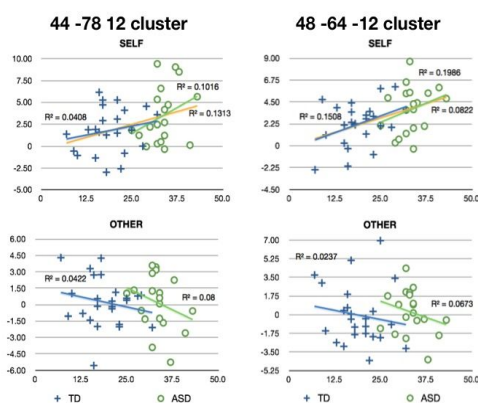 44 -78 12 cluster
48 -64 -12 cluster
SELF
10.00
7.50
5.00
2.50
0
-2.50
-5.00
R² = 0.0408
R² = 0.1016
R² = 0.1313
0
12.5
25.0
37.5
50.0
SELF
9.00
6.75
4.50
2.25
0
-2.25
-4.50
R² = 0.1508
R² = 0.1986
R² = 0.0822
0
12.5
25.0
37.5
50.0
OTHER
6.00
4.50
3.00
1.50
0
-1.50
-3.00
-4.50
-6.00
R² = 0.0422
R² = 0.08
0
12.5
25.0
37.5
50.0
TD
ASD
OTHER
7.00
5.25
3.50
1.75
0
-1.75
-3.50
-5.25
R² = 0.0237
R² = 0.0673
0
12.5
25.0
37.5
50.0
TD
ASD